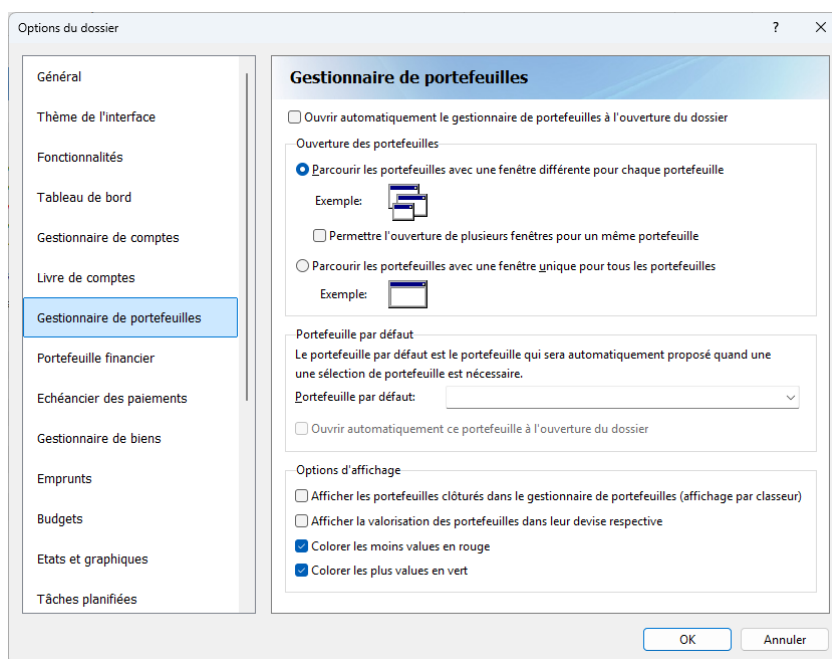 Options du dossier
?
Général
Thème de l'interface
Fonctionnalités
Tableau de bord
Gestionnaire de comptes
Livre de comptes
Gestionnaire de portefeuilles
Portefeuille financier
Echéancier des paiements
Gestionnaire de biens
Emprunts
Budgets
Etats et graphiques
Tâches planifiées
Gestionnaire de portefeuilles
Ouvrir automatiquement le gestionnaire de portefeuilles à l'ouverture du dossier
Ouverture des portefeuilles
Parcourir les portefeuilles avec une fenêtre différente pour chaque portefeuille
Exemple:
Permettre l'ouverture de plusieurs fenêtres pour un même portefeuille
Parcourir les portefeuilles avec une fenêtre unique pour tous les portefeuilles
Exemple:
Portefeuille par défaut
Le portefeuille par défaut est le portefeuille qui sera automatiquement proposé quand une
une sélection de portefeuille est nécessaire.
Portefeuille par défaut:
Ouvrir automatiquement ce portefeuille à l'ouverture du dossier
Options d'affichage
Afficher les portefeuilles clôturés dans le gestionnaire de portefeuilles (affichage par classeur)
Afficher la valorisation des portefeuilles dans leur devise respective
Colorer les moins values en rouge
Colorer les plus values en vert
OK
Annuler